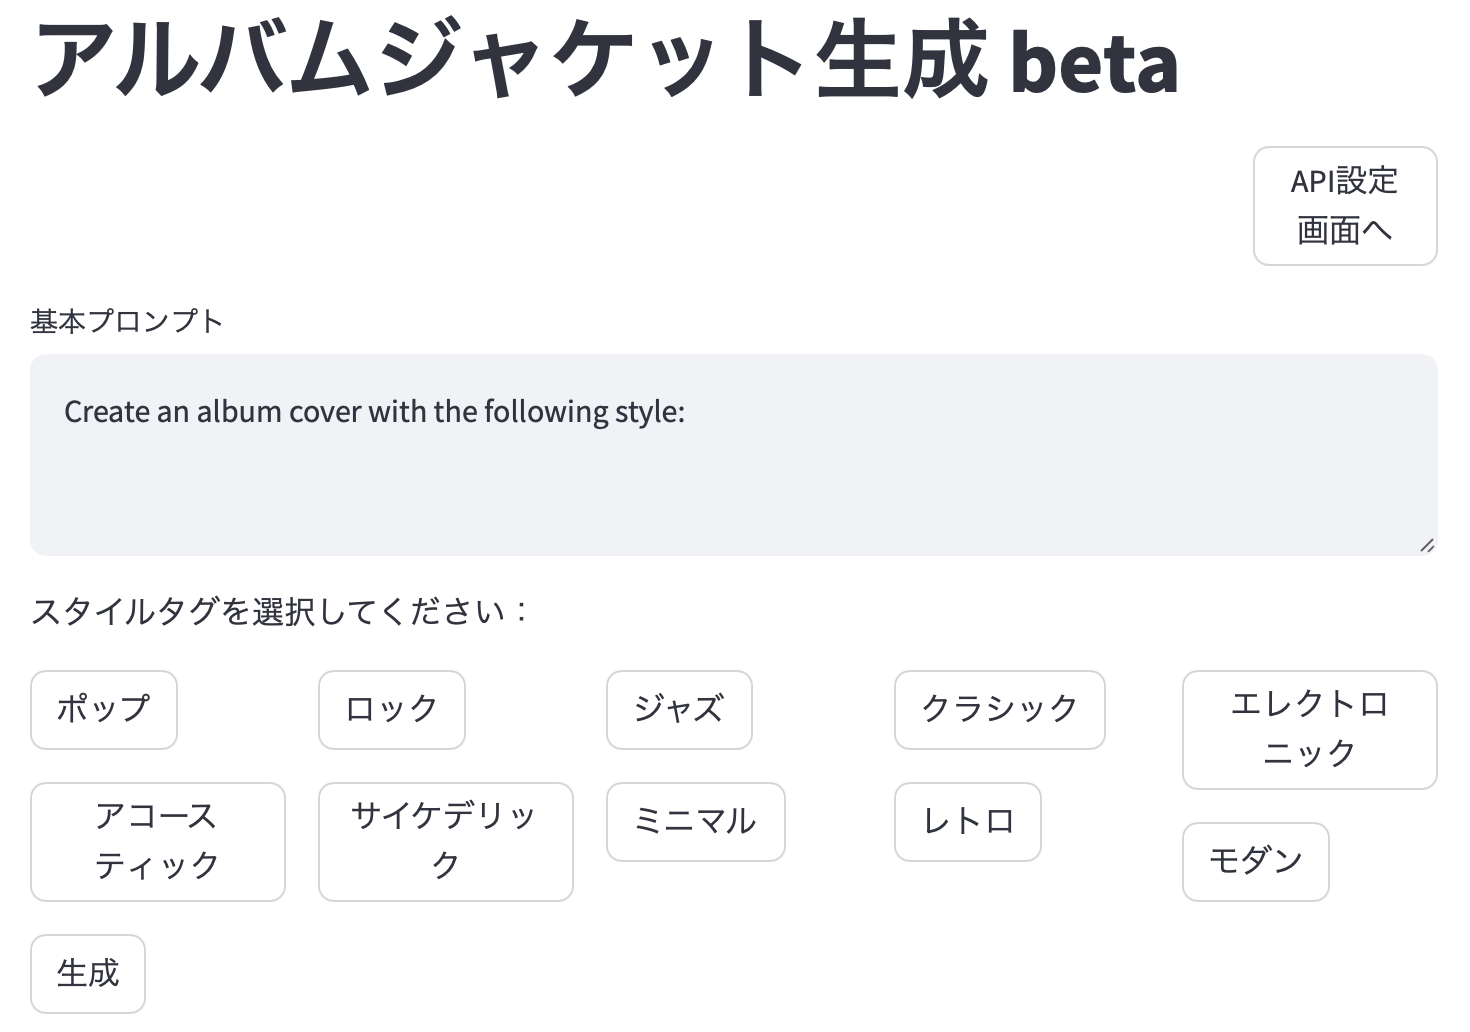 アルバムジャケット生成 beta
API設定
画面へ
基本プロンプト
Create an album cover with the following style:
スタイルタグを選択してください：
ポップ
ロック
ジャズ
クラシック
エレクトロ
ニック
アコース
ティック
サイケデリッ
ク
ミニマル
レトロ
モダン
生成